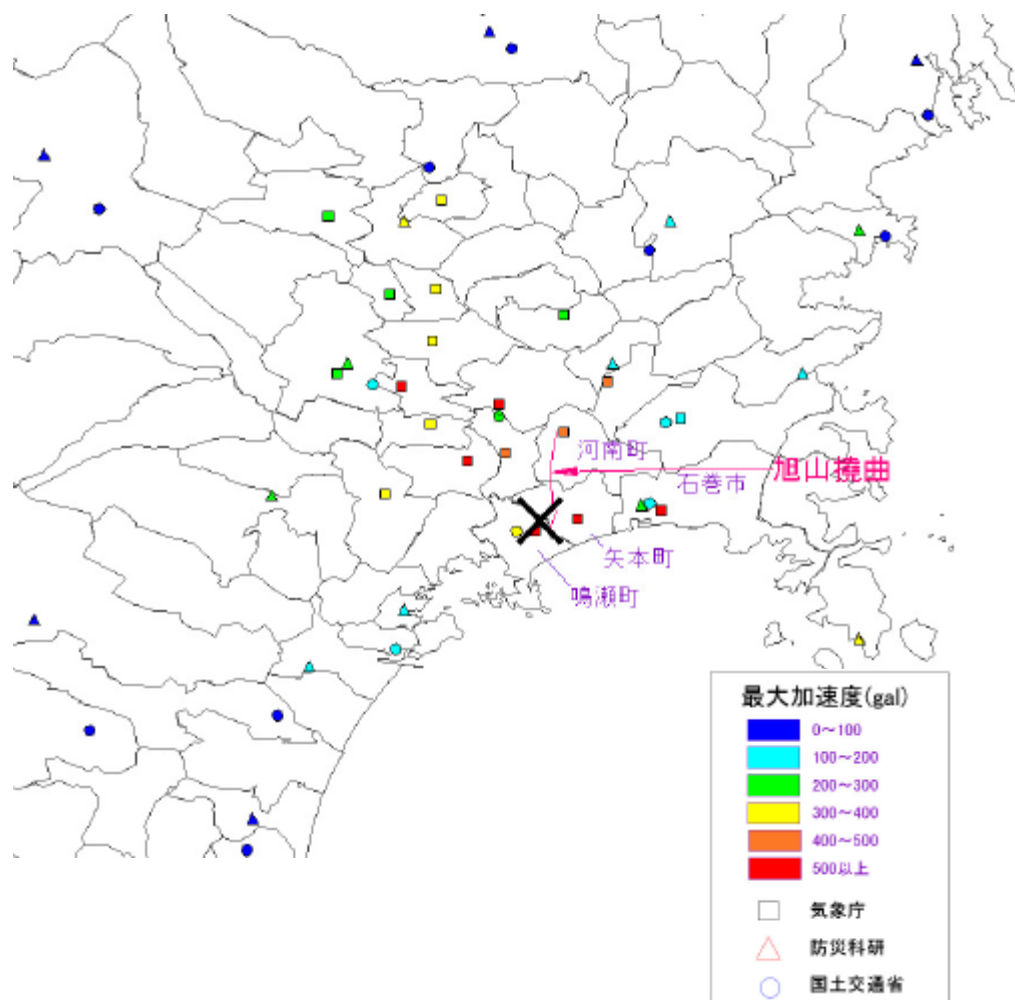 河南町
旭山撓曲
石巻市
矢本町
鳴瀬町
最大加速度(gal)
0～100
100～200
200～300
300～400
400～500
500以上
気象庁
防災科研
国土交通省